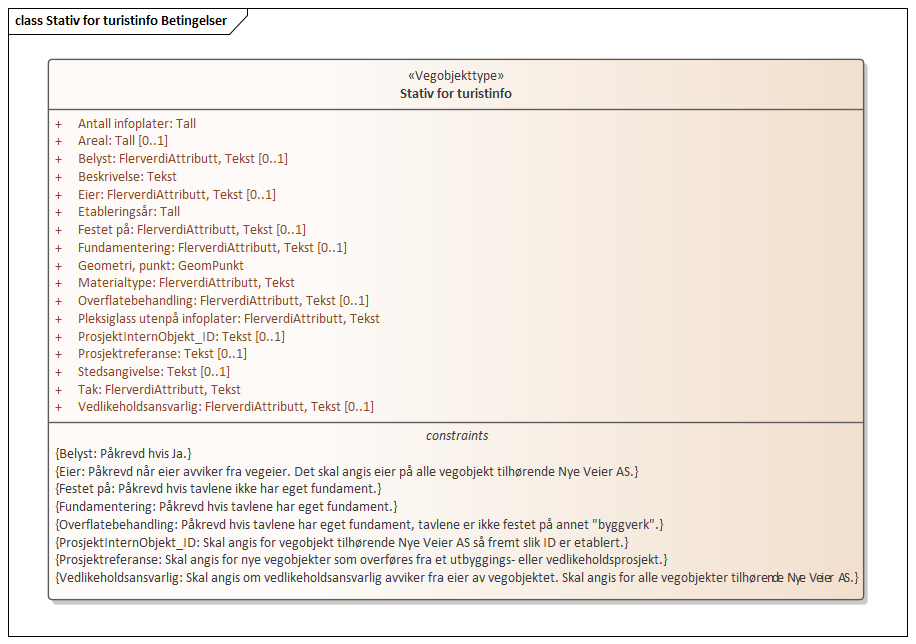 class Stativ for turistinfo Betingelser
«Vegobjekttype»
Stativ for turistinfo
+ Antall infoplater: Tall
+ Areal: Tall [0..1]
+ Belyst: FlerverdiAttributt, Tekst [0..1]
+ Beskrivelse: Tekst
+ Eier: FlerverdiAttributt, Tekst [0..1]
+ Etableringsår: Tall
+ Festet på: FlerverdiAttributt, Tekst [0..1]
+ Fundamentering: FlerverdiAttributt, Tekst [0..1]
+ Geometri, punkt: GeomPunkt
+ Materialtype: FlerverdiAttributt, Tekst
+ Overflatebehandling: FlerverdiAttributt, Tekst [0..1]
+ Pleksiglass utenpå infoplater: FlerverdiAttributt, Tekst
+ ProsjektInternObjekt_ID: Tekst [0..1]
+ Prosjektreferanse: Tekst [0..1]
+ Stedsangivelse: Tekst [0..1]
+ Tak: FlerverdiAttributt, Tekst
+ Vedlikeholdsansvarlig: FlerverdiAttributt, Tekst [0..1]
constraints
{Belyst: Påkrevd hvis Ja.}
{Eier: Påkrevd når eier avviker fra vegeier. Det skal angis eier på alle vegobjekt tilhørende Nye Veier AS.}
{Festet på: Påkrevd hvis tavlene ikke har eget fundament.}
{Fundamentering: Påkrevd hvis tavlene har eget fundament.}
{Overflatebehandling: Påkrevd hvis tavlene har eget fundament, tavlene er ikke festet på annet "byggverk".}
{ProsjektInternObjekt_ID: Skal angis for vegobjekt tilhørende Nye Veier AS så fremt slik ID er etablert.}
{Prosjektreferanse: Skal angis for nye vegobjekter som overføres fra et utbyggings- eller vedlikeholdsprosjekt.}
{Vedlikeholdsansvarlig: Skal angis om vedlikeholdsansvarlig avviker fra eier av vegobjektet. Skal angis for alle vegobjekter tilhørende Nye Veier AS.}